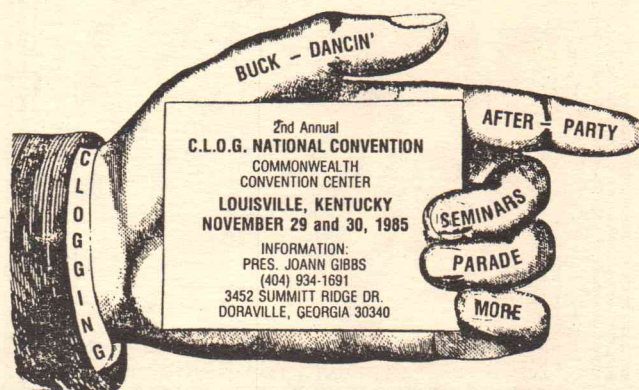 BUCK – DANCIN'
AFTER – PARTY
SEMINARS
PARADE
MORE
CLOGGING
2nd Annual
C.L.O.G. NATIONAL CONVENTION
COMMONWEALTH
CONVENTION CENTER
LOUISVILLE, KENTUCKY
NOVEMBER 29 and 30, 1985
INFORMATION:
PRES. JOANN GIBBS
(404) 934-1691
3452 SUMMITT RIDGE DR.
DORAVILLE, GEORGIA 30340